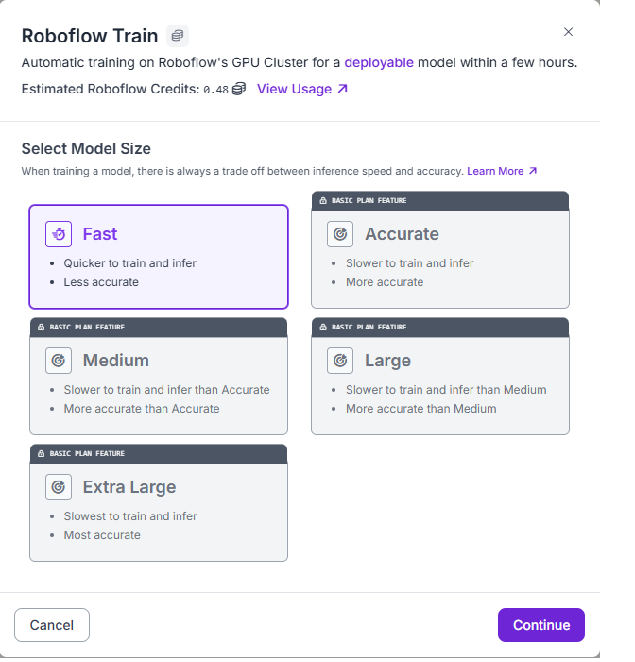 Roboflow Train
Automatic training on Roboflow's GPU Cluster for a deployable model within a few hours.
Estimated Roboflow Credits: 0.48 View Usage ↗
Select Model Size
When training a model, there is always a trade off between inference speed and accuracy. Learn More ↗
Fast
• Quicker to train and infer
• Less accurate
BASIC PLAN FEATURE
Accurate
• Slower to train and infer
• More accurate
BASIC PLAN FEATURE
Medium
• Slower to train and infer than Accurate
• More accurate than Accurate
BASIC PLAN FEATURE
Large
• Slower to train and infer than Medium
• More accurate than Medium
BASIC PLAN FEATURE
Extra Large
• Slowest to train and infer
• Most accurate
Cancel
Continue